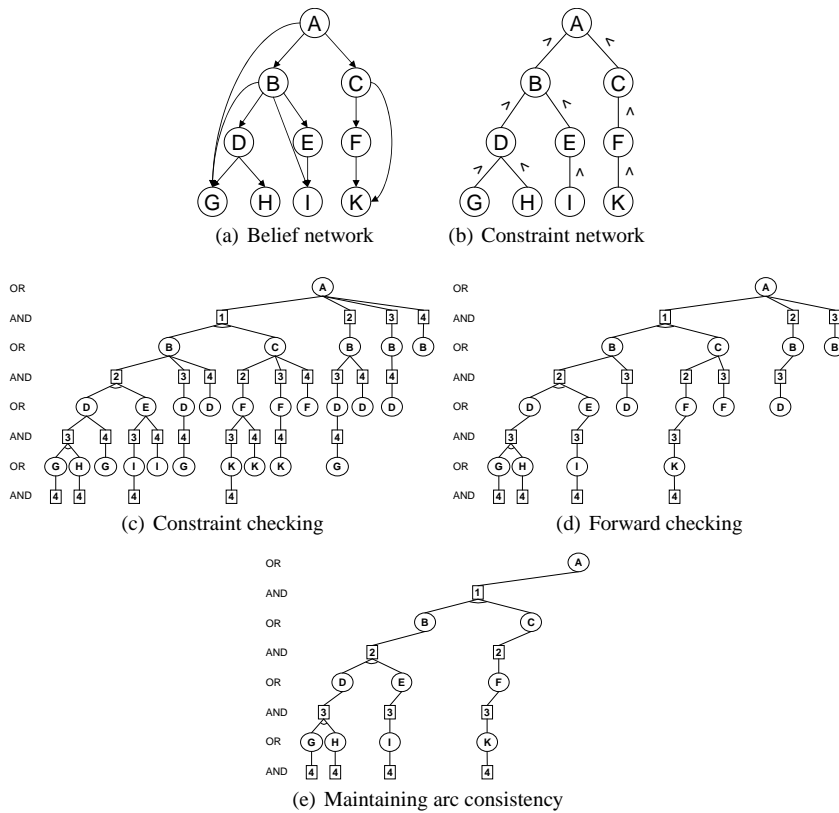 A
B C
D E F
G H I K
(a) Belief network
A
< <
B C
< < <
D E F
< < < <
G H I K
(b) Constraint network
OR A
AND 1 2 3 4
OR B C B B B
AND 2 3 4 2 3 4 3 4 4
OR D E D D F F F D D D
AND 3 4 3 4 4 3 4 4 4
OR G H G I I G K K K G
AND 4 4 4 4
(c) Constraint checking
OR A
AND 1 2 3
OR B C B B
AND 2 3 2 3 3
OR D E D F F D
AND 3 3 3
OR G H I K
AND 4 4 4 4
(d) Forward checking
OR A
AND 1
OR B C
AND 2 2
OR D E F
AND 3 3 3
OR G H I K
AND 4 4 4 4
(e) Maintaining arc consistency